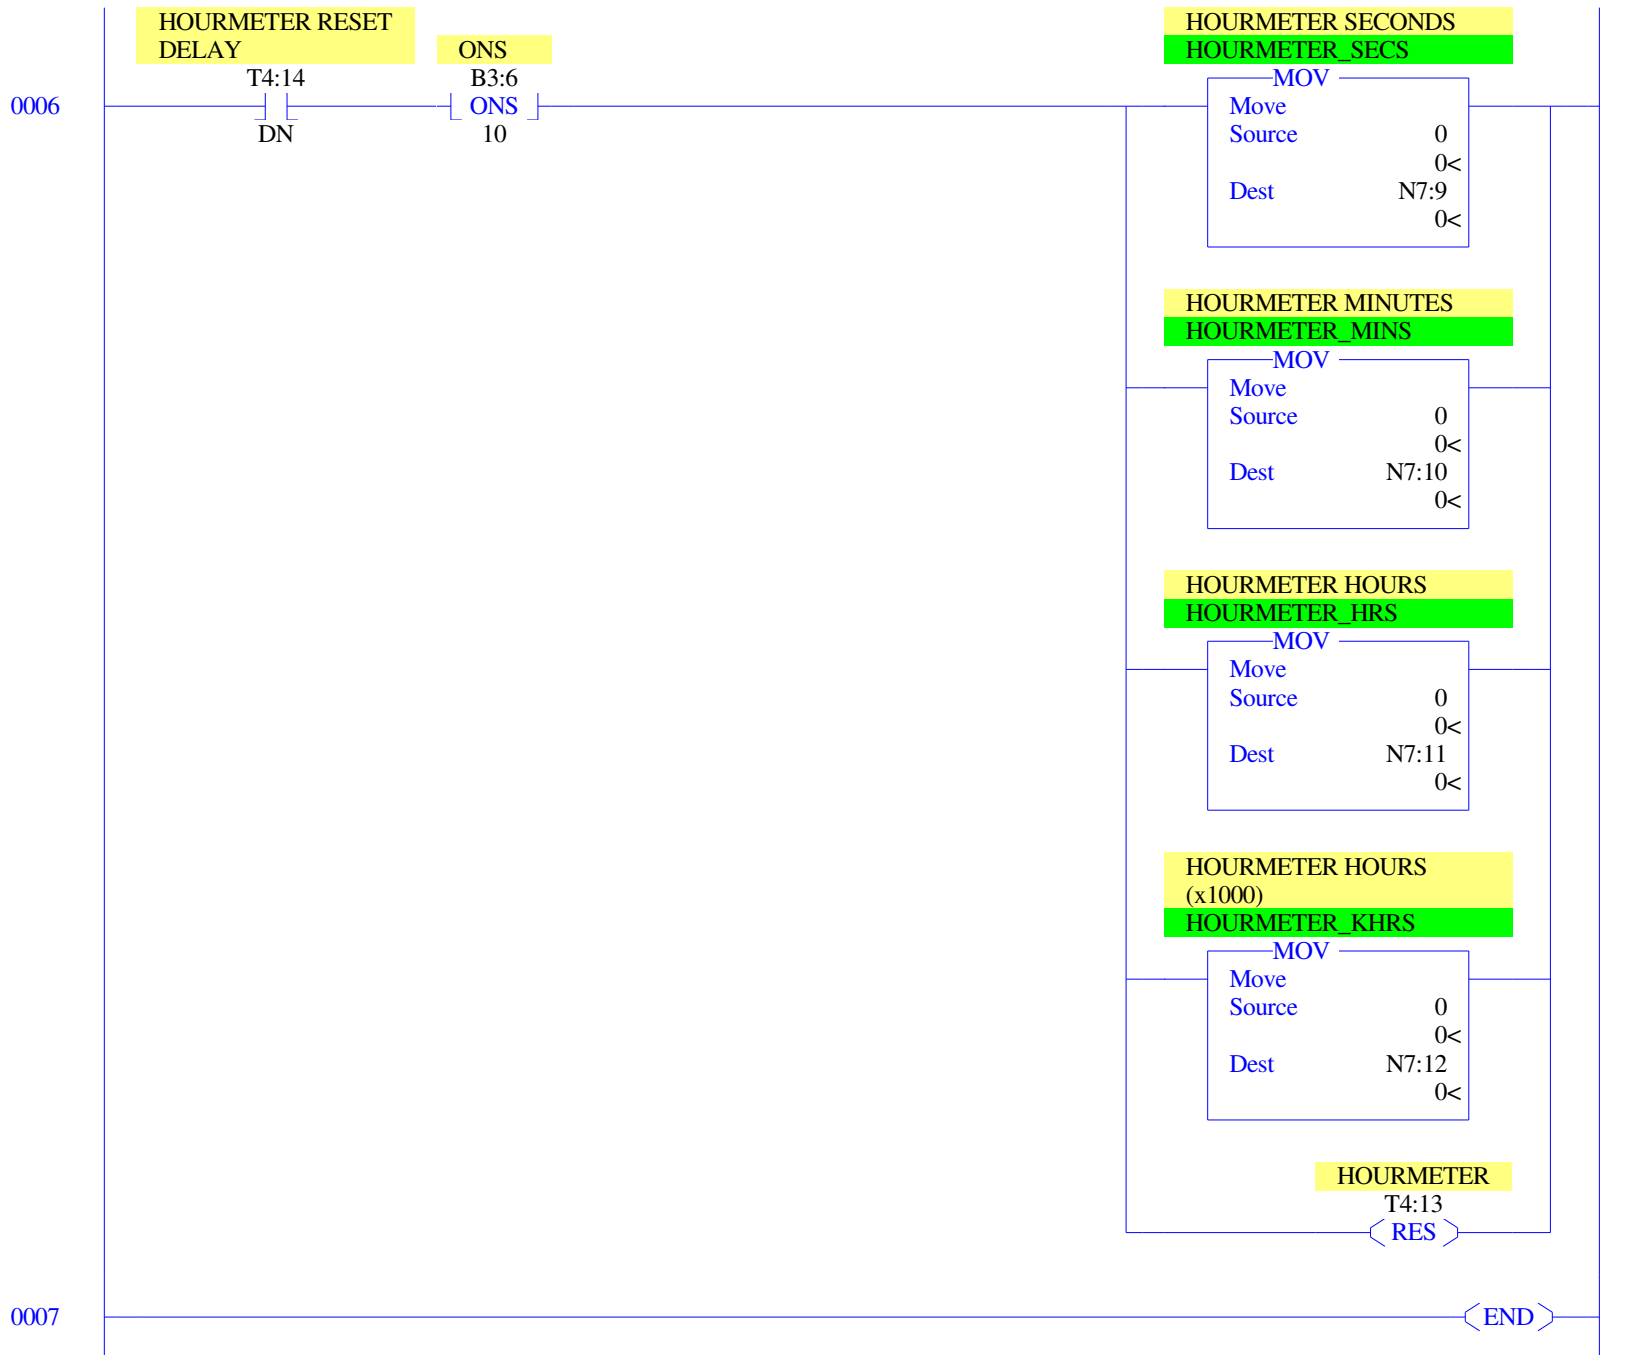 HOURMETER RESET
DELAY
T4:14
DN
ONS
B3:6
ONS
10
0006
HOURMETER SECONDS
HOURMETER_SECS
MOV
Move
Source 0
0<
Dest N7:9
0<
HOURMETER MINUTES
HOURMETER_MINS
MOV
Move
Source 0
0<
Dest N7:10
0<
HOURMETER HOURS
HOURMETER_HRS
MOV
Move
Source 0
0<
Dest N7:11
0<
HOURMETER HOURS
(x1000)
HOURMETER_KHRS
MOV
Move
Source 0
0<
Dest N7:12
0<
HOURMETER
T4:13
RES
0007
END